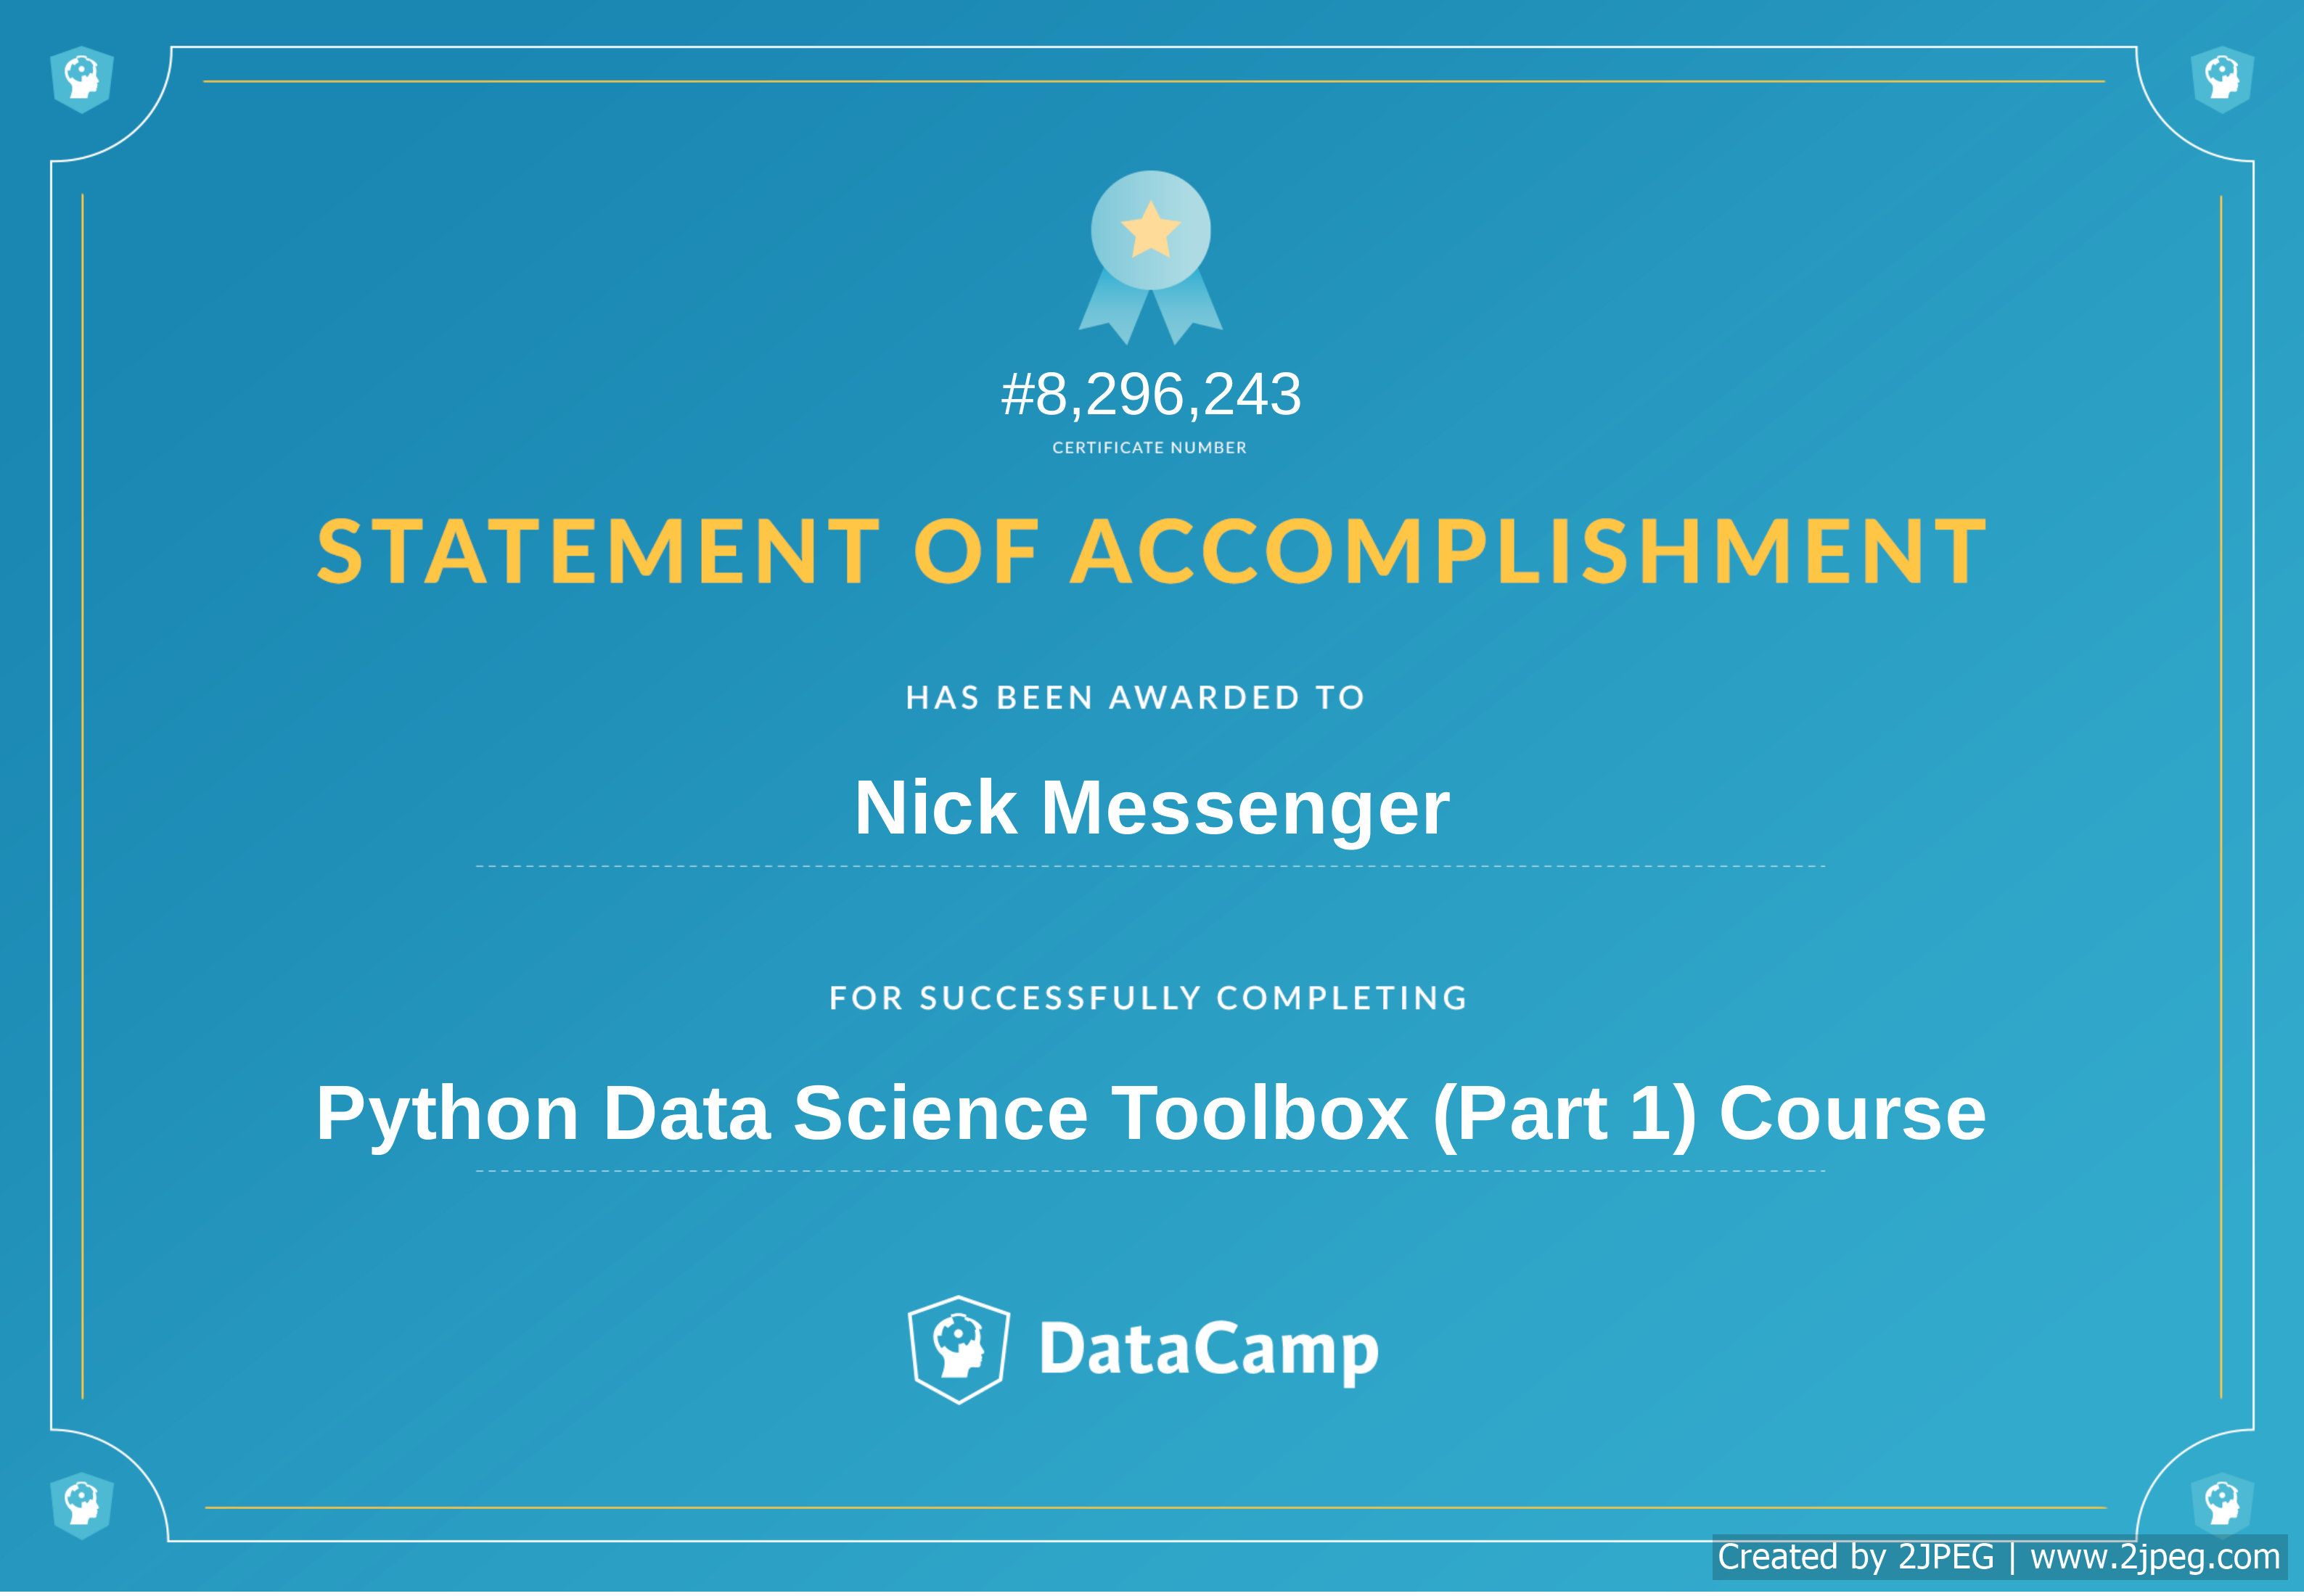 #8,296,243
CERTIFICATE NUMBER
STATEMENT OF ACCOMPLISHMENT
HAS BEEN AWARDED TO
Nick Messenger
FOR SUCCESSFULLY COMPLETING
Python Data Science Toolbox (Part 1) Course
DataCamp
Created by 2JPEG | www.2jpeg.com